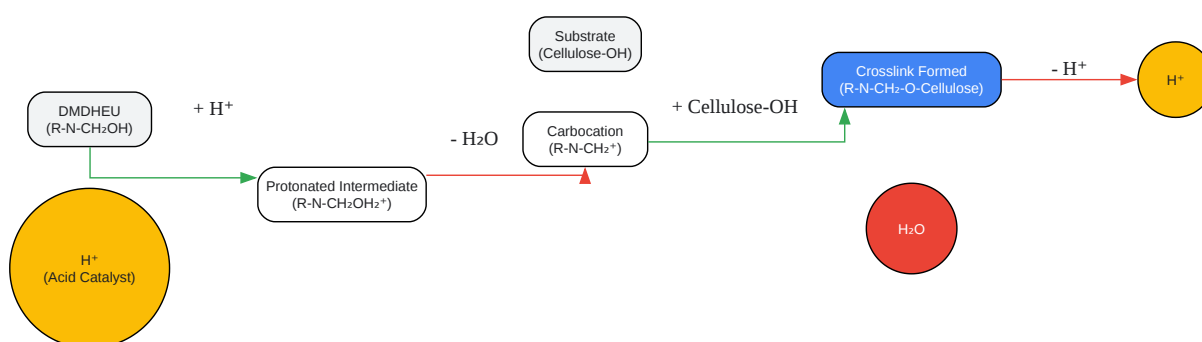 Substrate
(Cellulose-OH)
DMDHEU
(R-N-CH₂OH)
+ H⁺
H⁺
(Acid Catalyst)
Protonated Intermediate
(R-N-CH₂OH₂⁺)
- H₂O
Carbocation
(R-N-CH₂⁺)
+ Cellulose-OH
Crosslink Formed
(R-N-CH₂-O-Cellulose)
- H⁺
H⁺
H₂O